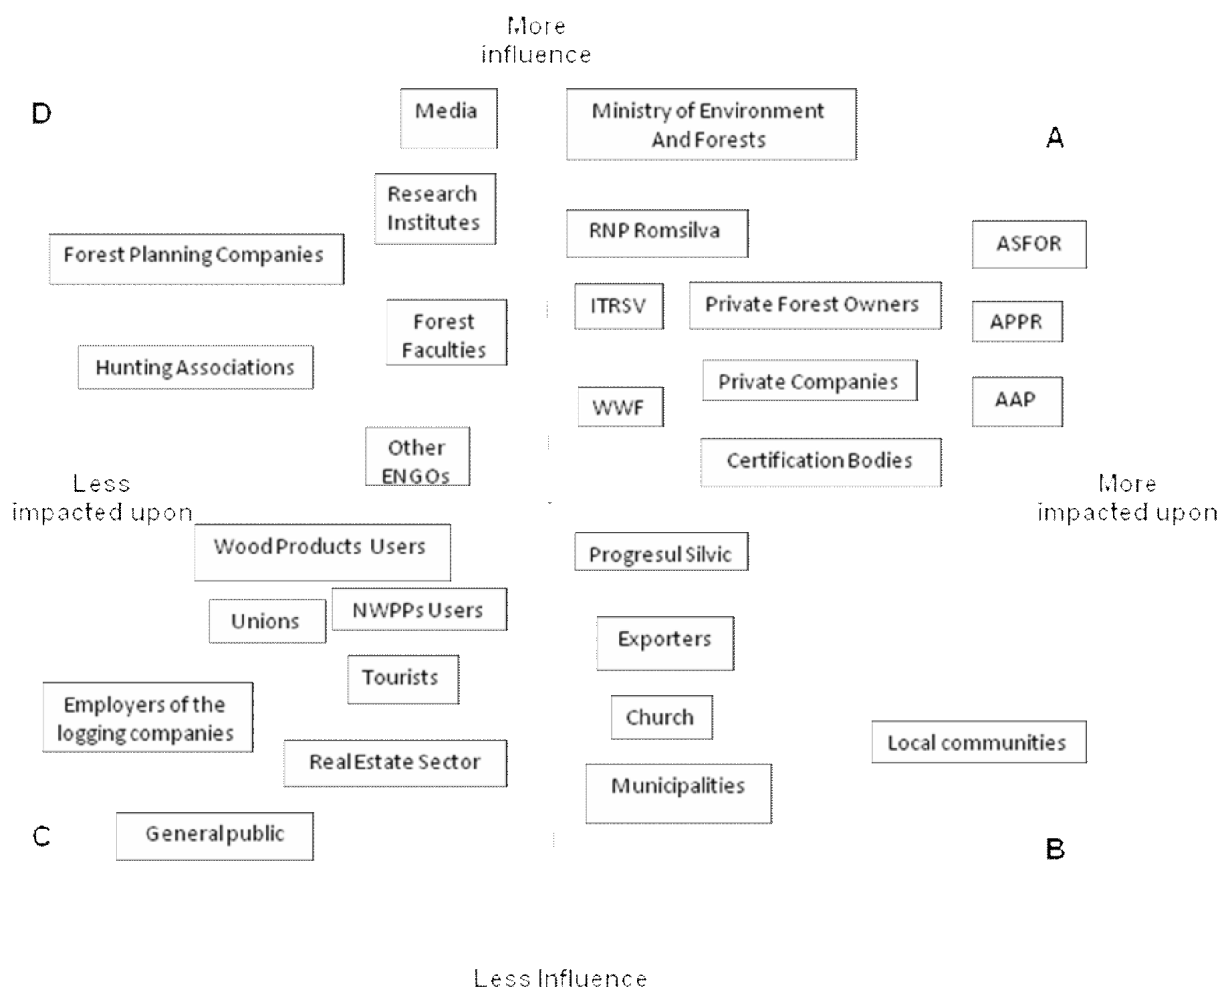 More
influence
D
Media
Ministry of Environment
And Forests
A
Research
Institutes
RNP Romsilva
ASFOR
Forest Planning Companies
ITRSV
Private Forest Owners
APPR
Forest
Faculties
Hunting Associations
Private Companies
WWF
AAP
Other
ENGOs
Certification Bodies
Less
impacted upon
More
impacted upon
Wood Products Users
Progresul Silvic
NWPPs Users
Unions
Exporters
Tourists
Employers of the
logging companies
Church
Local communities
Real Estate Sector
Municipalities
General public
C
B
Less Influence